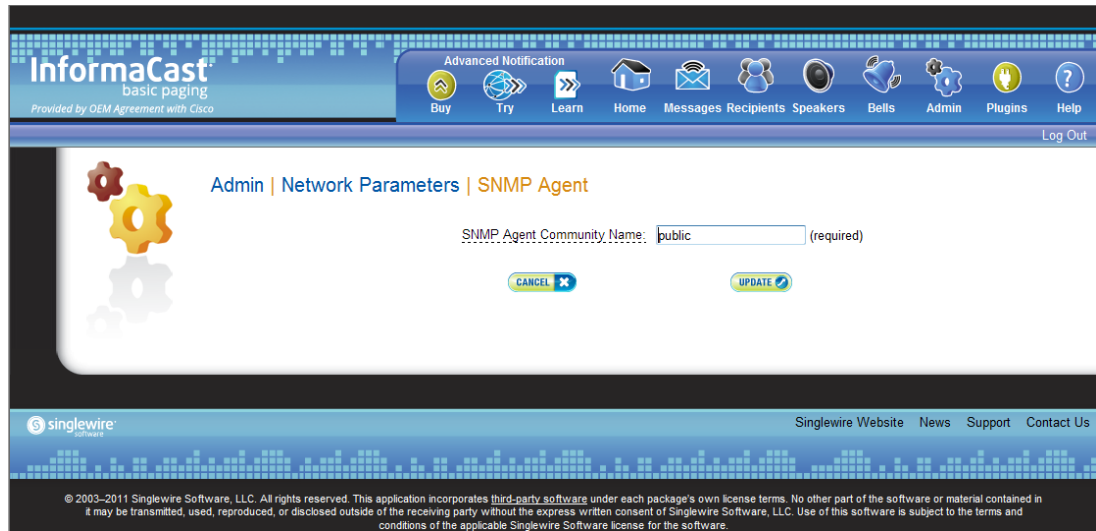 InformaCast
basic paging
Provided by OEM Agreement with Cisco
Advanced Notification
Buy Try Learn Home Messages Recipients Speakers Bells Admin Plugins Help
Log Out
Admin | Network Parameters | SNMP Agent
SNMP Agent Community Name: public (required)
CANCEL UPDATE
singlewire
software
Singlewire Website News Support Contact Us
© 2003–2011 Singlewire Software, LLC. All rights reserved. This application incorporates third-party software under each package's own license terms. No other part of the software or material contained in
it may be transmitted, used, reproduced, or disclosed outside of the receiving party without the express written consent of Singlewire Software, LLC. Use of this software is subject to the terms and
conditions of the applicable Singlewire Software license for the software.